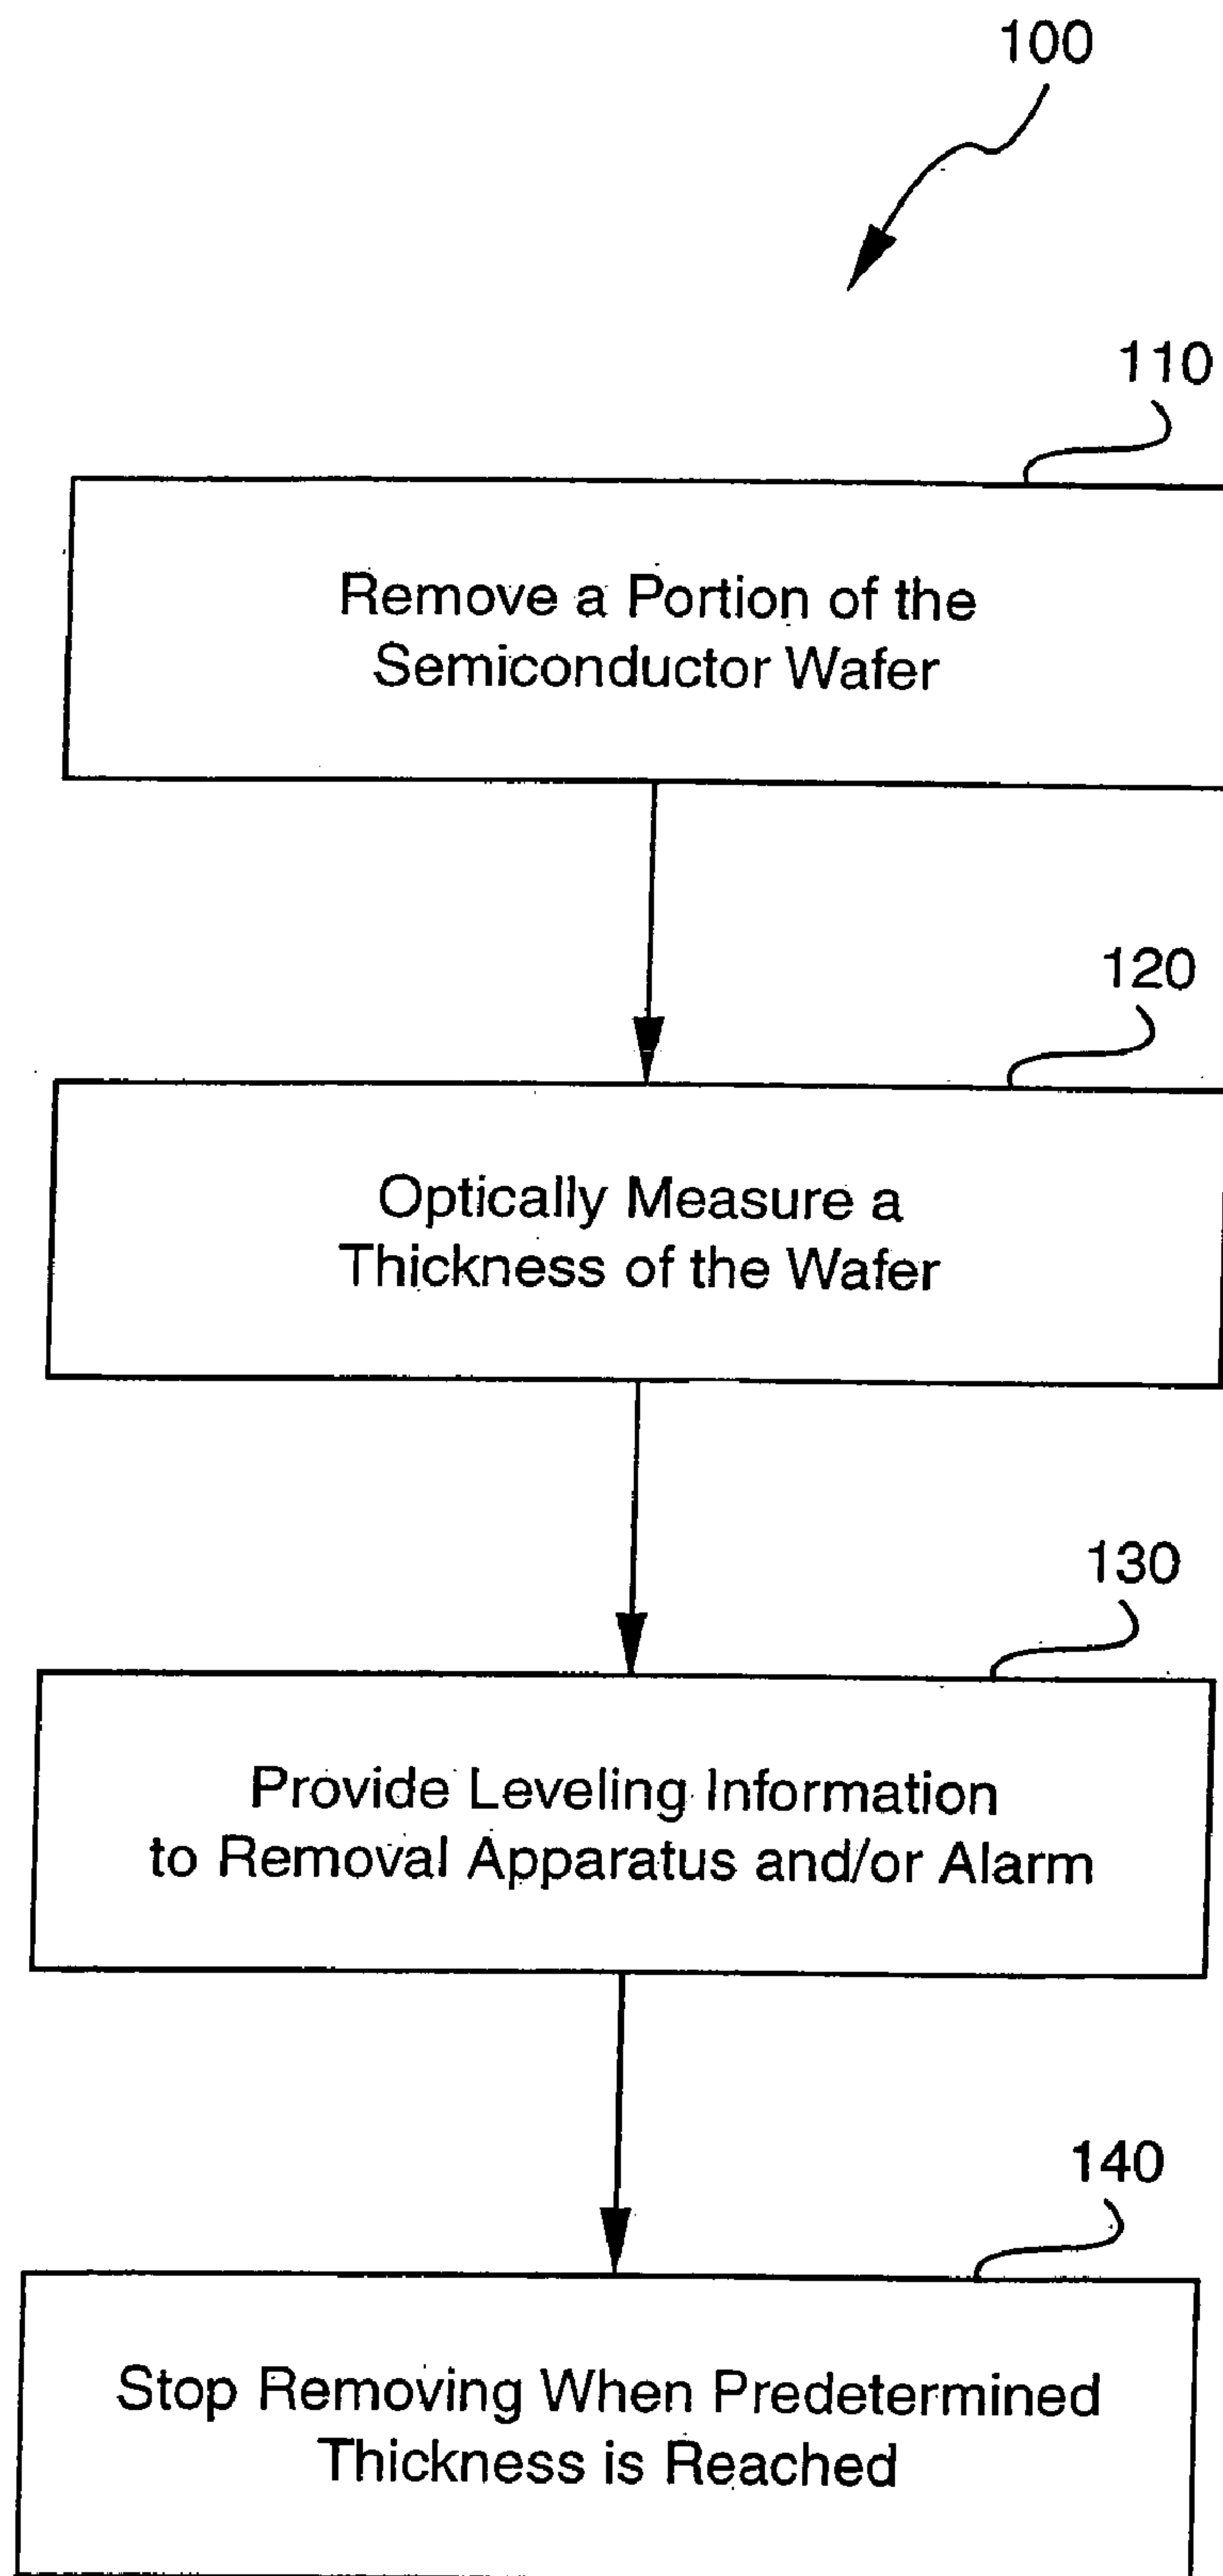 100
110
Remove a Portion of the
Semiconductor Wafer
120
Optically Measure a
Thickness of the Wafer
130
Provide Leveling Information
to Removal Apparatus and/or Alarm
140
Stop Removing When Predetermined
Thickness is Reached